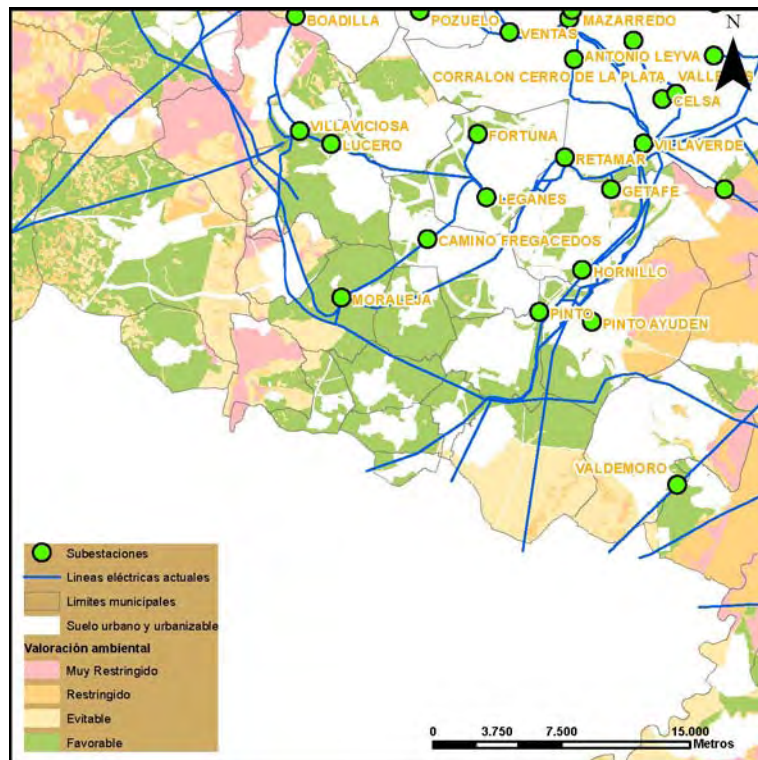 BOADILLA
POZUELO
MAZARREDO
N
VENTAS
ANTONIO LEYVA
CORRALON CERRO DE LA PLATA
CELSA
VILLAVICIOSA
FORTUNA
LUCERO
VILLAVERDE
RETAMAR
GETAFE
LEGANES
CAMINO FREGACEDOS
HORNILLO
MORALEJA
PINTO
PINTO AYUDEN
VALDEMORO
Subestaciones
Lineas eléctricas actuales
Limites municipales
Suelo urbano y urbanizable
Valoración ambiental
Muy Restringido
Restringido
Evitable
Favorable
0 3.750 7.500 15.000
Metros